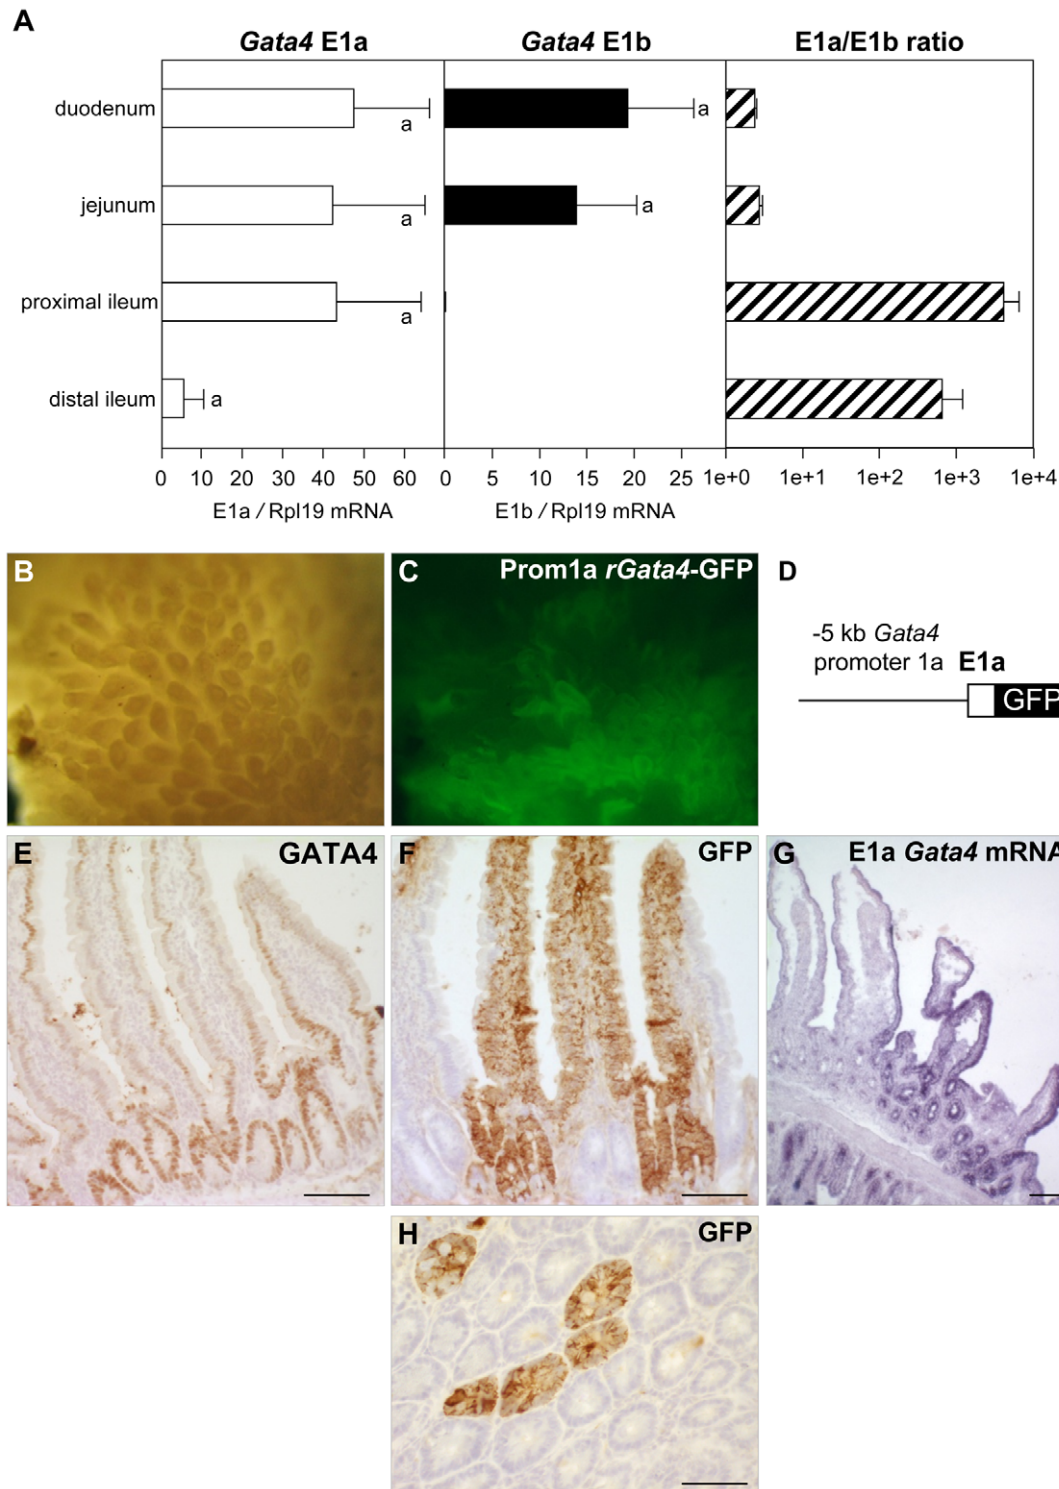 A
Gata4 E1a
Gata4 E1b
E1a/E1b ratio
duodenum
a
a
jejunum
a
a
proximal ileum
a
distal ileum
a
0 10 20 30 40 50 60
0 5 10 15 20 25
1e+0 1e+1 1e+2 1e+3 1e+4
E1a / Rpl19 mRNA
E1b / Rpl19 mRNA
B
C
Prom1a rGata4-GFP
D
-5 kb Gata4
promoter 1a E1a
GFP
E
GATA4
F
GFP
G
E1a Gata4 mRNA
H
GFP